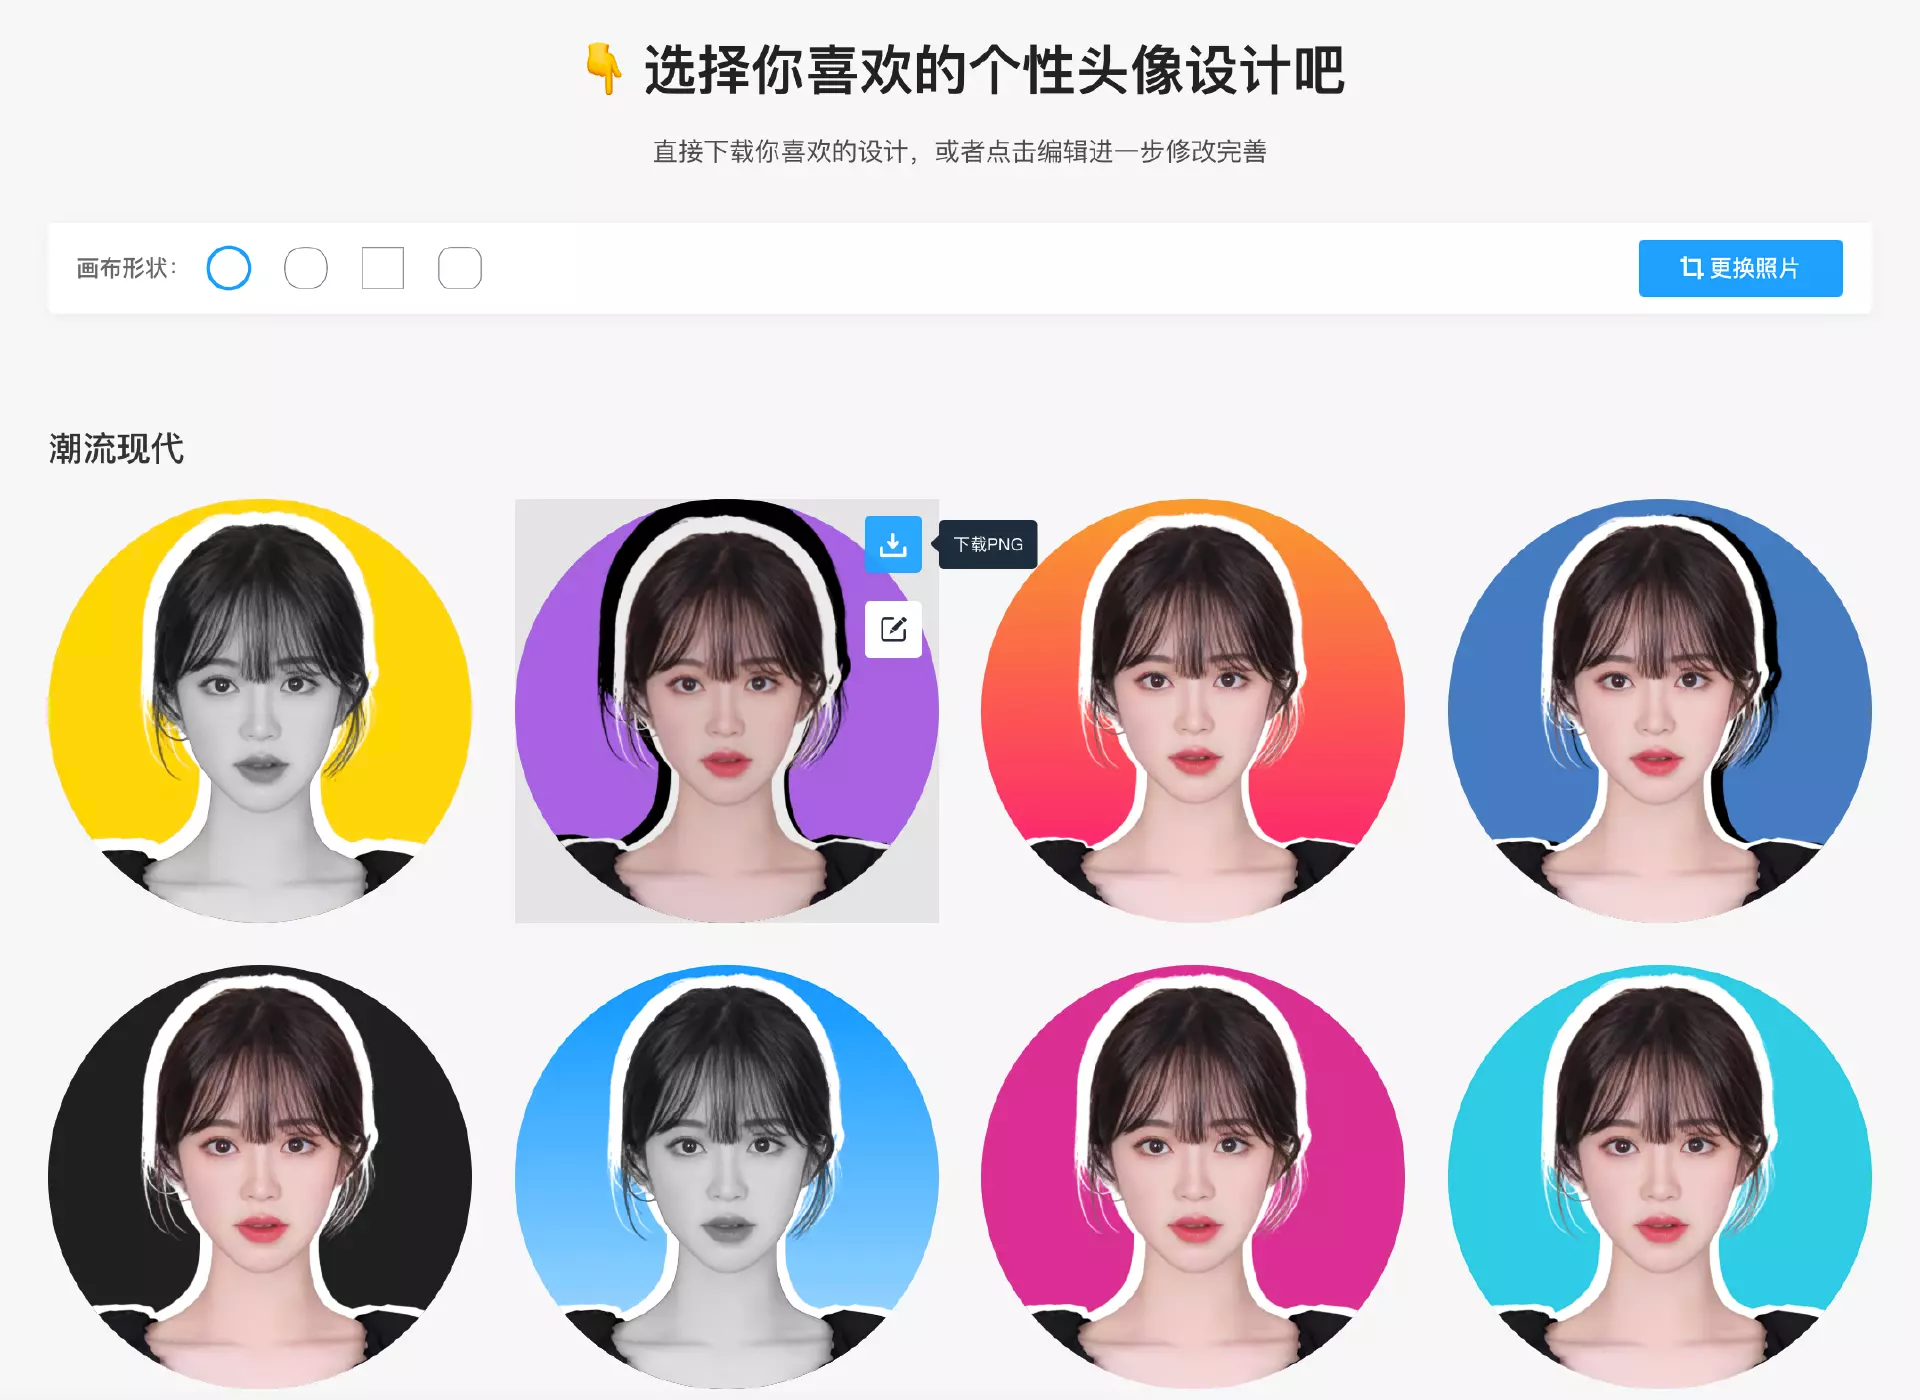 👇 选择你喜欢的个性头像设计吧
直接下载你喜欢的设计，或者点击编辑进一步修改完善
画布形状：
更换照片
潮流现代
下载PNG